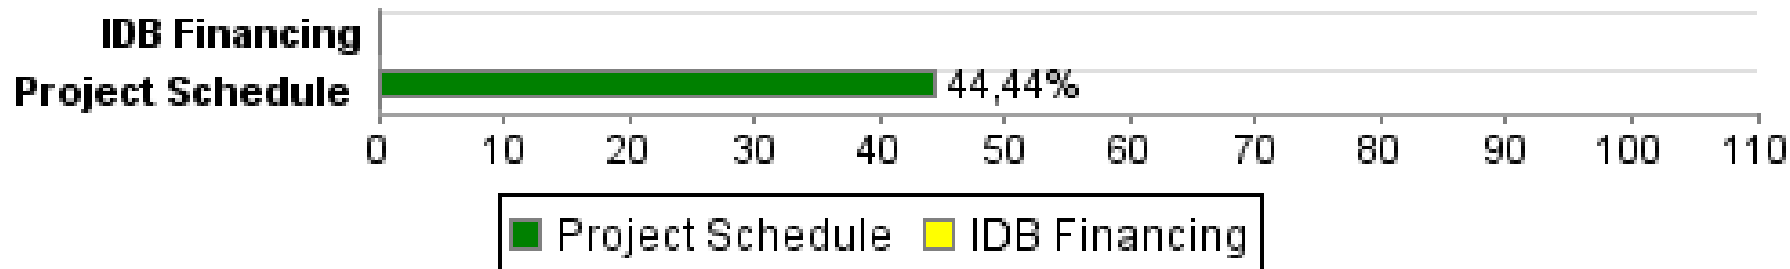 IDB Financing
Project Schedule 44,44%
0 10 20 30 40 50 60 70 80 90 100 110
Project Schedule IDB Financing